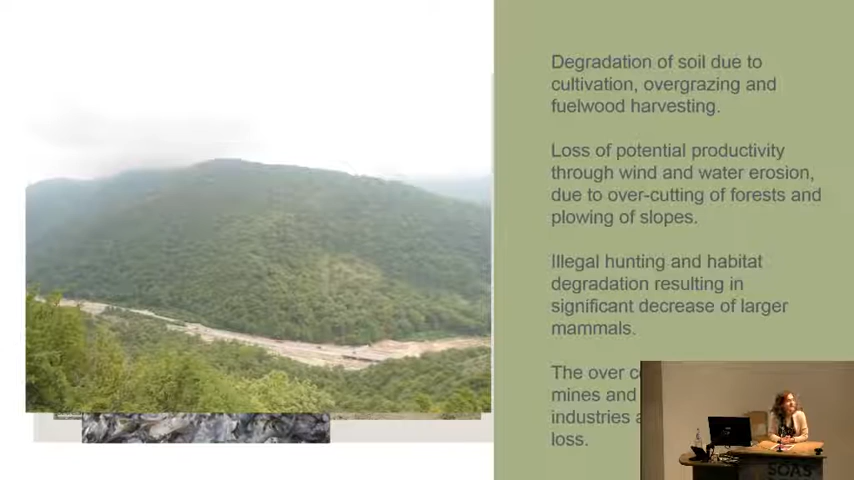 Degradation of soil due to
cultivation, overgrazing and
fuelwood harvesting.
Loss of potential productivity
through wind and water erosion,
due to over-cutting of forests and
plowing of slopes.
Illegal hunting and habitat
degradation resulting in
significant decrease of larger
mammals.
The over
mines and
industries
loss.
SOAS